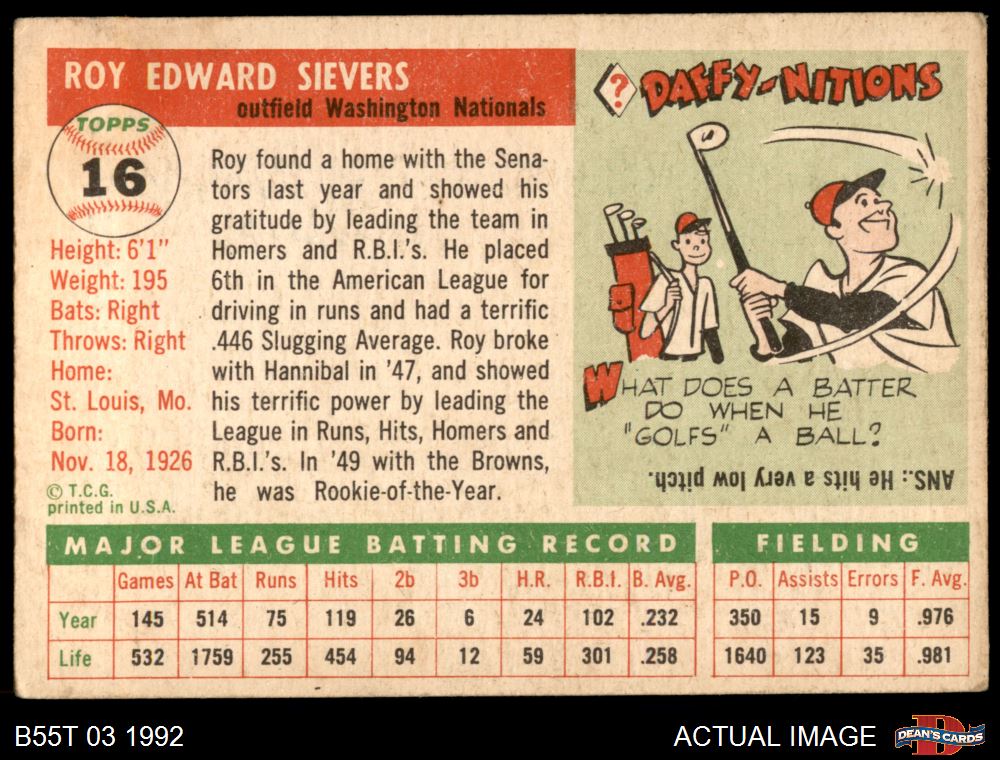 ROY EDWARD SIEVERS
outfield Washington Nationals
TOPPS
16
Height: 6'1"
Weight: 195
Bats: Right
Throws: Right
Home:
St. Louis, Mo.
Born:
Nov. 18, 1926
© T.C.G.
printed in U.S.A.
Roy found a home with the Sena-
tors last year and showed his
gratitude by leading the team in
Homers and R.B.I.'s. He placed
6th in the American League for
driving in runs and had a terrific
.446 Slugging Average. Roy broke
with Hannibal in '47, and showed
his terrific power by leading the
League in Runs, Hits, Homers and
R.B.I.'s. In '49 with the Browns,
he was Rookie-of-the-Year.
? DAFFY-NITIONS
WHAT DOES A BATTER
DO WHEN HE
"GOLFS" A BALL?
ANS.: He hits a very low pitch.
MAJOR LEAGUE BATTING RECORD
Games At Bat Runs Hits 2b 3b H.R. R.B.I. B. Avg.
Year 145 514 75 119 26 6 24 102 .232
Life 532 1759 255 454 94 12 59 301 .258
FIELDING
P.O. Assists Errors F. Avg.
350 15 9 .976
1640 123 35 .981
B55T 03 1992
ACTUAL IMAGE
D
DEAN'S CARDS